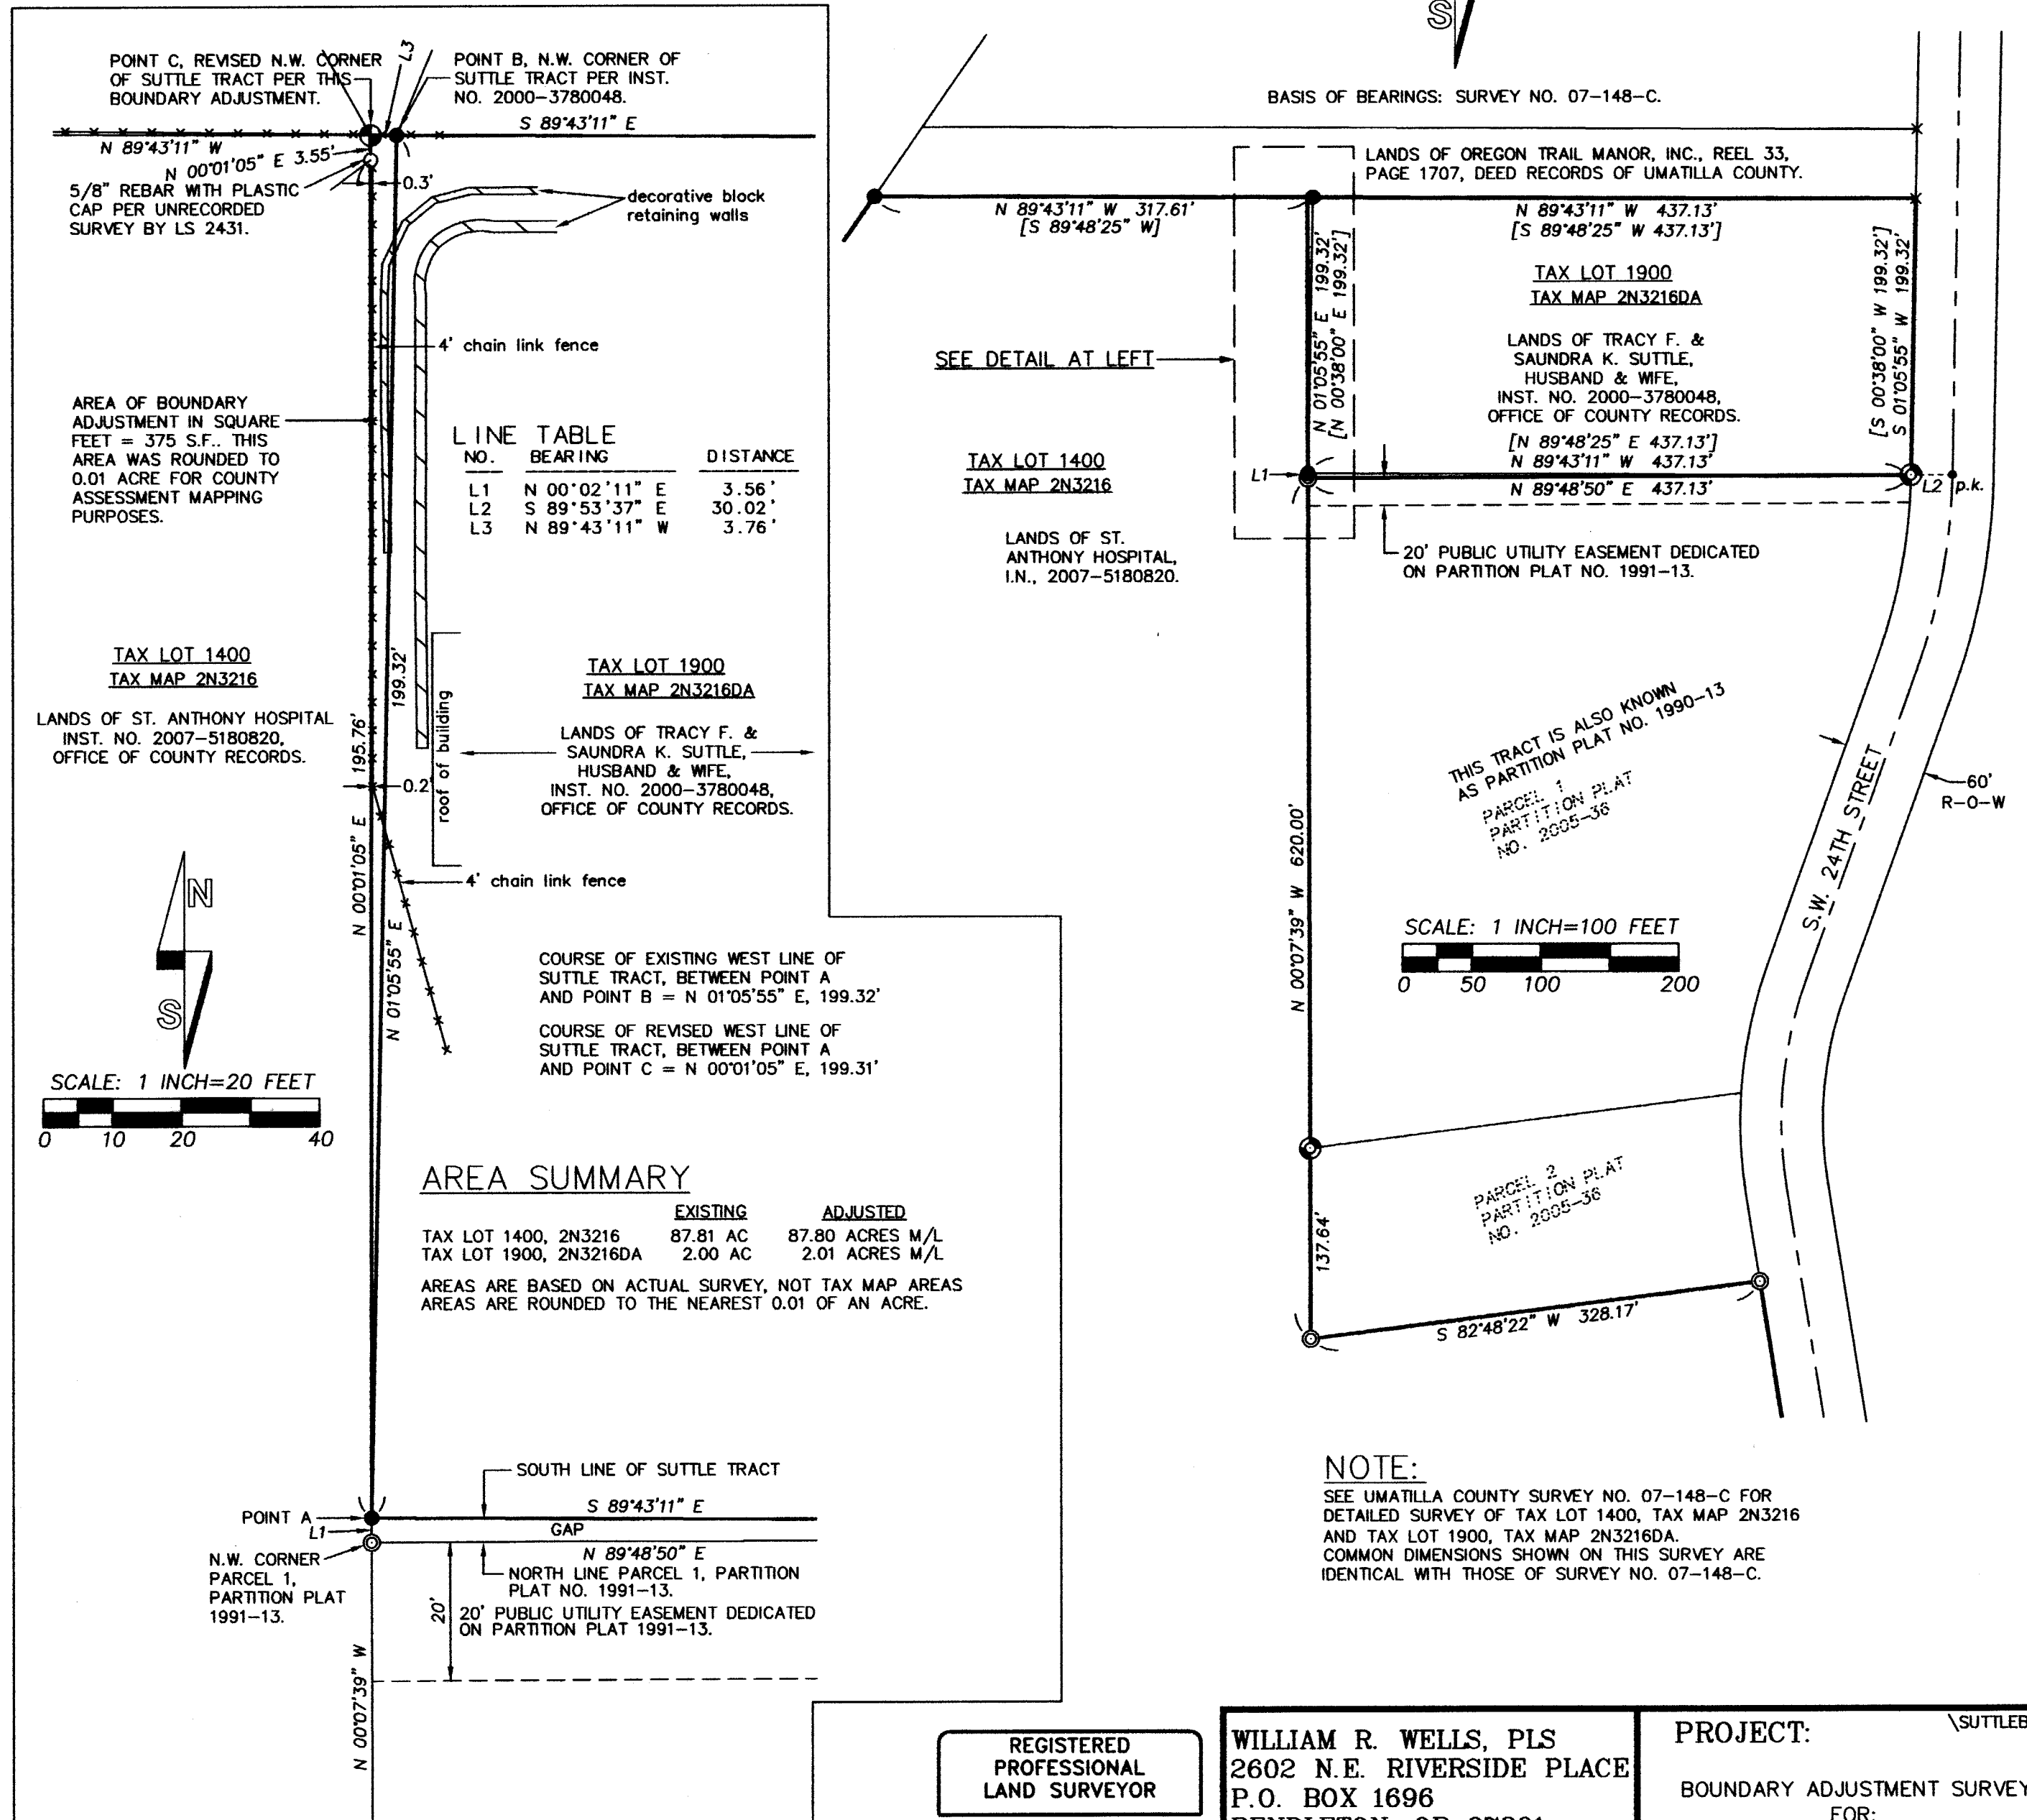 POINT C, REVISED N.W. CORNER
OF SUTTLE TRACT PER THIS
BOUNDARY ADJUSTMENT.
L3
POINT B, N.W. CORNER OF
SUTTLE TRACT PER INST.
NO. 2000-3780048.
S 89°43'11" E
N 89°43'11" W
N 00°01'05" E 3.55'
5/8" REBAR WITH PLASTIC
CAP PER UNRECORDED
SURVEY BY LS 2431.
0.3'
decorative block
retaining walls
4' chain link fence
AREA OF BOUNDARY
ADJUSTMENT IN SQUARE
FEET = 375 S.F.. THIS
AREA WAS ROUNDED TO
0.01 ACRE FOR COUNTY
ASSESSMENT MAPPING
PURPOSES.
LINE TABLE
NO. BEARING DISTANCE
L1 N 00°02'11" E 3.56'
L2 S 89°53'37" E 30.02'
L3 N 89°43'11" W 3.76'
TAX LOT 1400
TAX MAP 2N3216
LANDS OF ST. ANTHONY HOSPITAL
INST. NO. 2007-5180820,
OFFICE OF COUNTY RECORDS.
N 00°01'05" E 195.76'
199.32'
N 01°05'55" E
0.2'
roof of building
TAX LOT 1900
TAX MAP 2N3216DA
LANDS OF TRACY F. &
SAUNDRA K. SUTTLE,
HUSBAND & WIFE,
INST. NO. 2000-3780048,
OFFICE OF COUNTY RECORDS.
4' chain link fence
N
S
SCALE: 1 INCH=20 FEET
0 10 20 40
COURSE OF EXISTING WEST LINE OF
SUTTLE TRACT, BETWEEN POINT A
AND POINT B = N 01°05'55" E, 199.32'
COURSE OF REVISED WEST LINE OF
SUTTLE TRACT, BETWEEN POINT A
AND POINT C = N 00°01'05" E, 199.31'
AREA SUMMARY
EXISTING ADJUSTED
TAX LOT 1400, 2N3216 87.81 AC 87.80 ACRES M/L
TAX LOT 1900, 2N3216DA 2.00 AC 2.01 ACRES M/L
AREAS ARE BASED ON ACTUAL SURVEY, NOT TAX MAP AREAS
AREAS ARE ROUNDED TO THE NEAREST 0.01 OF AN ACRE.
SOUTH LINE OF SUTTLE TRACT
POINT A
S 89°43'11" E
L1
GAP
N 89°48'50" E
N.W. CORNER
PARCEL 1,
PARTITION PLAT
1991-13.
NORTH LINE PARCEL 1, PARTITION
PLAT NO. 1991-13.
20'
20' PUBLIC UTILITY EASEMENT DEDICATED
ON PARTITION PLAT 1991-13.
N 00°07'39" W
S
BASIS OF BEARINGS: SURVEY NO. 07-148-C.
LANDS OF OREGON TRAIL MANOR, INC., REEL 33,
PAGE 1707, DEED RECORDS OF UMATILLA COUNTY.
N 89°43'11" W 317.61'
[S 89°48'25" W]
N 89°43'11" W 437.13'
[S 89°48'25" W 437.13']
N 01°05'55" E 199.32'
[N 00°38'00" E 199.32']
[S 00°38'00" W 199.32']
S 01°05'55" W 199.32'
TAX LOT 1900
TAX MAP 2N3216DA
LANDS OF TRACY F. &
SAUNDRA K. SUTTLE,
HUSBAND & WIFE,
INST. NO. 2000-3780048,
OFFICE OF COUNTY RECORDS.
SEE DETAIL AT LEFT
[N 89°48'25" E 437.13']
N 89°43'11" W 437.13'
N 89°48'50" E 437.13'
L1
L2
p.k.
TAX LOT 1400
TAX MAP 2N3216
LANDS OF ST.
ANTHONY HOSPITAL,
I.N., 2007-5180820.
20' PUBLIC UTILITY EASEMENT DEDICATED
ON PARTITION PLAT NO. 1991-13.
THIS TRACT IS ALSO KNOWN
AS PARTITION PLAT NO. 1990-13
PARCEL 1
PARTITION PLAT
NO. 2005-36
S.W. 24TH STREET
60'
R-O-W
N 00°07'39" W 620.00'
SCALE: 1 INCH=100 FEET
0 50 100 200
PARCEL 2
PARTITION PLAT
NO. 2005-36
137.64'
S 82°48'22" W 328.17'
NOTE:
SEE UMATILLA COUNTY SURVEY NO. 07-148-C FOR
DETAILED SURVEY OF TAX LOT 1400, TAX MAP 2N3216
AND TAX LOT 1900, TAX MAP 2N3216DA.
COMMON DIMENSIONS SHOWN ON THIS SURVEY ARE
IDENTICAL WITH THOSE OF SURVEY NO. 07-148-C.
REGISTERED
PROFESSIONAL
LAND SURVEYOR
WILLIAM R. WELLS, PLS
2602 N.E. RIVERSIDE PLACE
P.O. BOX 1696
PROJECT:
\SUTTLEB
BOUNDARY ADJUSTMENT SURVEY
FOR: